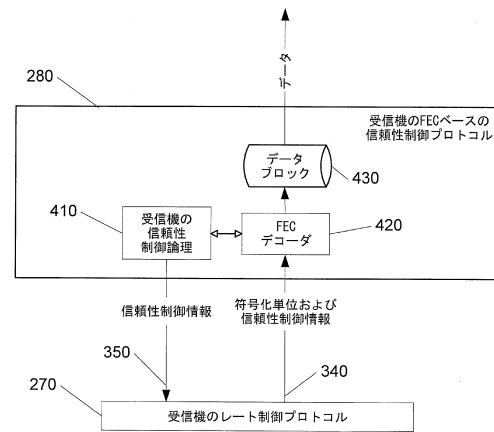 データ
280
受信機のFECベースの
信頼性制御プロトコル
データ
ブロック
430
410
受信機の
信頼性
制御論理
FEC
デコーダ
420
信頼性制御情報
符号化単位および
信頼性制御情報
350
340
270
受信機のレート制御プロトコル